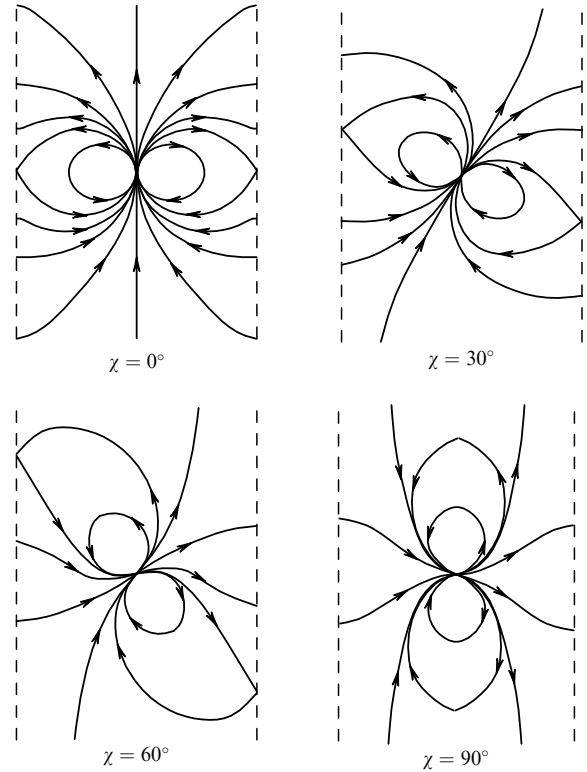 χ = 0°
χ = 30°
χ = 60°
χ = 90°